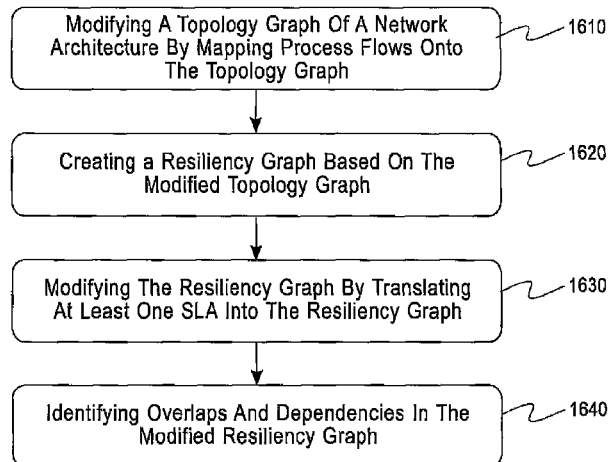 Modifying A Topology Graph Of A Network
Architecture By Mapping Process Flows Onto
The Topology Graph
1610
Creating a Resiliency Graph Based On The
Modified Topology Graph
1620
Modifying The Resiliency Graph By Translating
At Least One SLA Into The Resiliency Graph
1630
Identifying Overlaps And Dependencies In The
Modified Resiliency Graph
1640